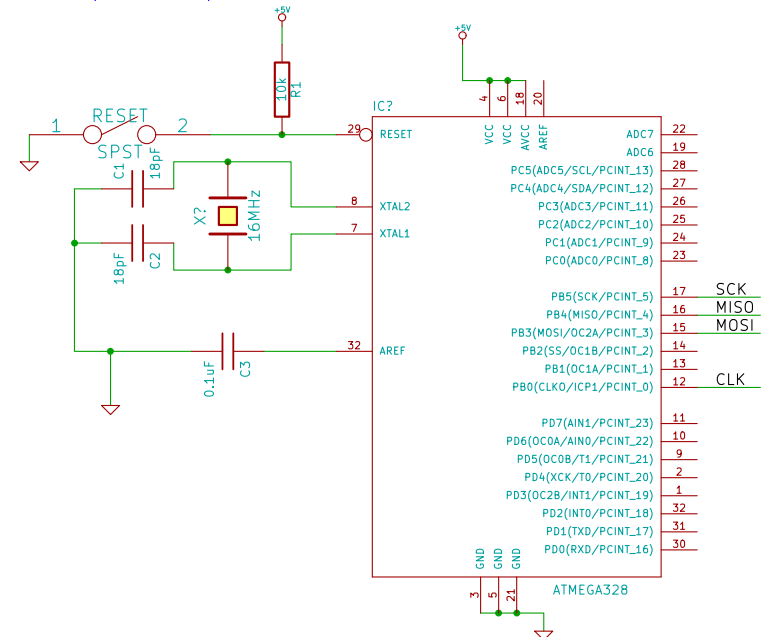 +5V
+5V
10k
R1
RESET
1
2
SPST
C1
18pF
X?
16MHz
18pF
C2
0.1uF
C3
IC?
4
6
18
20
VCC
VCC
AVCC
AREF
29
RESET
8
XTAL2
7
XTAL1
32
AREF
ADC7
22
ADC6
19
PC5(ADC5/SCL/PCINT_13)
28
PC4(ADC4/SDA/PCINT_12)
27
PC3(ADC3/PCINT_11)
26
PC2(ADC2/PCINT_10)
25
PC1(ADC1/PCINT_9)
24
PC0(ADC0/PCINT_8)
23
PB5(SCK/PCINT_5)
17
SCK
PB4(MISO/PCINT_4)
16
MISO
PB3(MOSI/OC2A/PCINT_3)
15
MOSI
PB2(SS/OC1B/PCINT_2)
14
PB1(OC1A/PCINT_1)
13
PB0(CLKO/ICP1/PCINT_0)
12
CLK
PD7(AIN1/PCINT_23)
11
PD6(OC0A/AIN0/PCINT_22)
10
PD5(OC0B/T1/PCINT_21)
9
PD4(XCK/T0/PCINT_20)
2
PD3(OC2B/INT1/PCINT_19)
1
PD2(INT0/PCINT_18)
32
PD1(TXD/PCINT_17)
31
PD0(RXD/PCINT_16)
30
GND
GND
GND
3
5
21
ATMEGA328